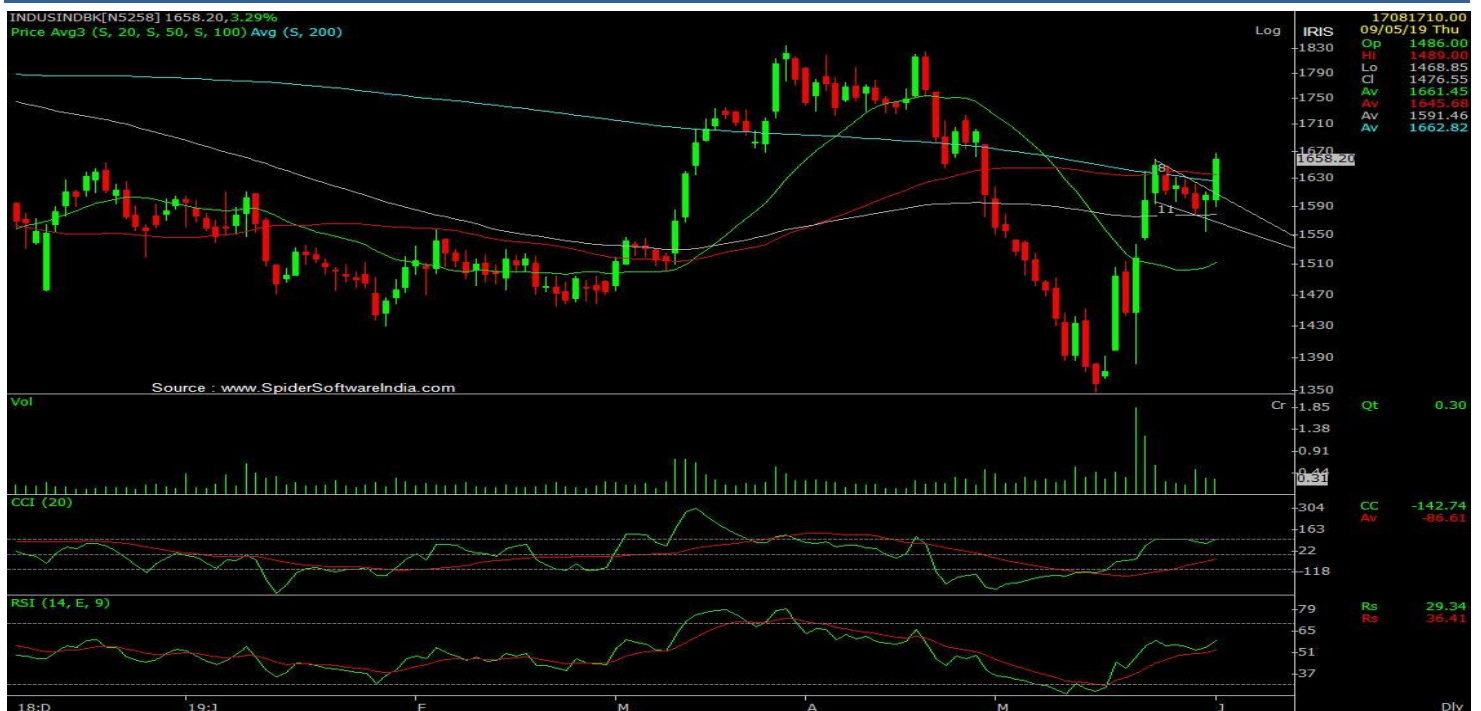 INDUSINDBK[N5258] 1658.20,3.29%
Price Avg3 (S, 20, S, 50, S, 100) Avg (S, 200)
Log
IRIS
17081710.00
09/05/19 Thu
Op 1486.00
Hi 1489.00
Lo 1468.85
Cl 1476.55
Av 1661.45
Av 1645.68
Av 1591.46
Av 1662.82
1830
1790
1750
1710
1670
1658.20
1630
1590
1550
1510
1470
1430
1390
1350
8
11
Source : www.SpiderSoftwareIndia.com
Vol
Cr
1.85
1.38
0.91
0.44
0.31
Qt 0.30
CCI (20)
304
163
22
-118
CC -142.74
Av -86.61
RSI (14, E, 9)
79
65
51
37
Rs 29.34
Rs 36.41
18:D 19:J F M A M J Dly